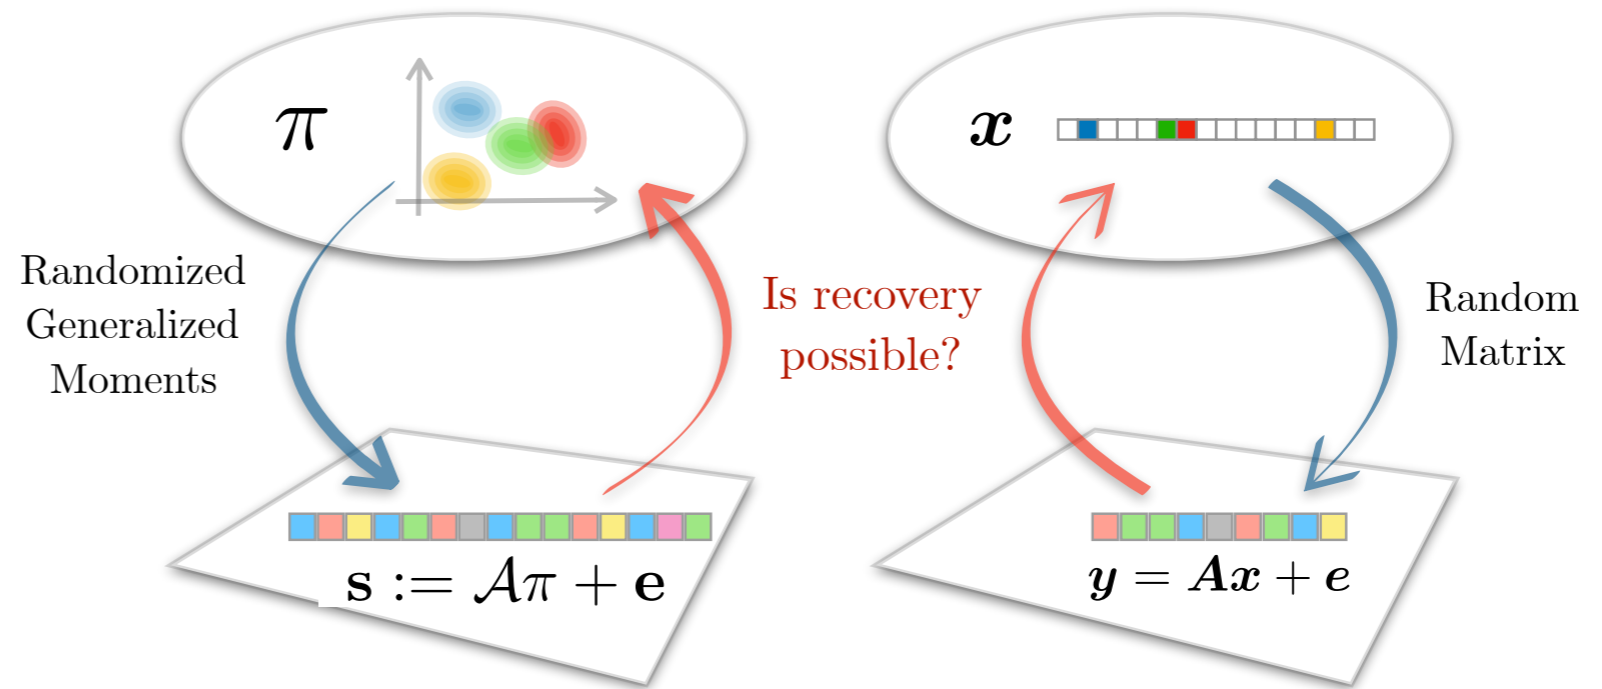 π
x
Randomized
Generalized
Moments
Is recovery
possible?
Random
Matrix
s := 𝒜π + e
y = Ax + e